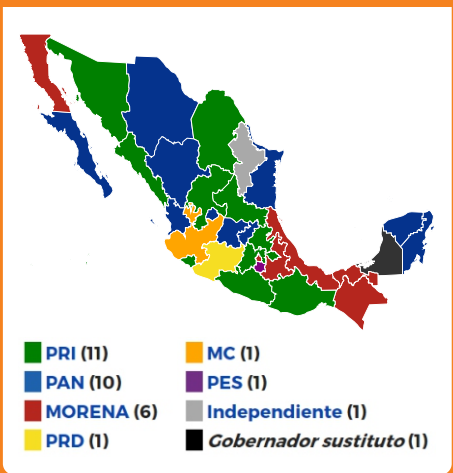 PRI (11)
PAN (10)
MORENA (6)
PRD (1)
MC (1)
PES (1)
Independiente (1)
Gobernador sustituto (1)